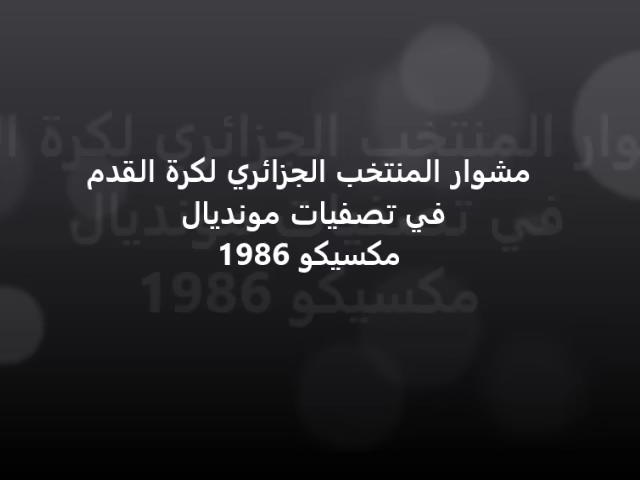 مشوار المنتخب الجزائري لكرة القدم
في تصفيات مونديال
مكسيكو 1986